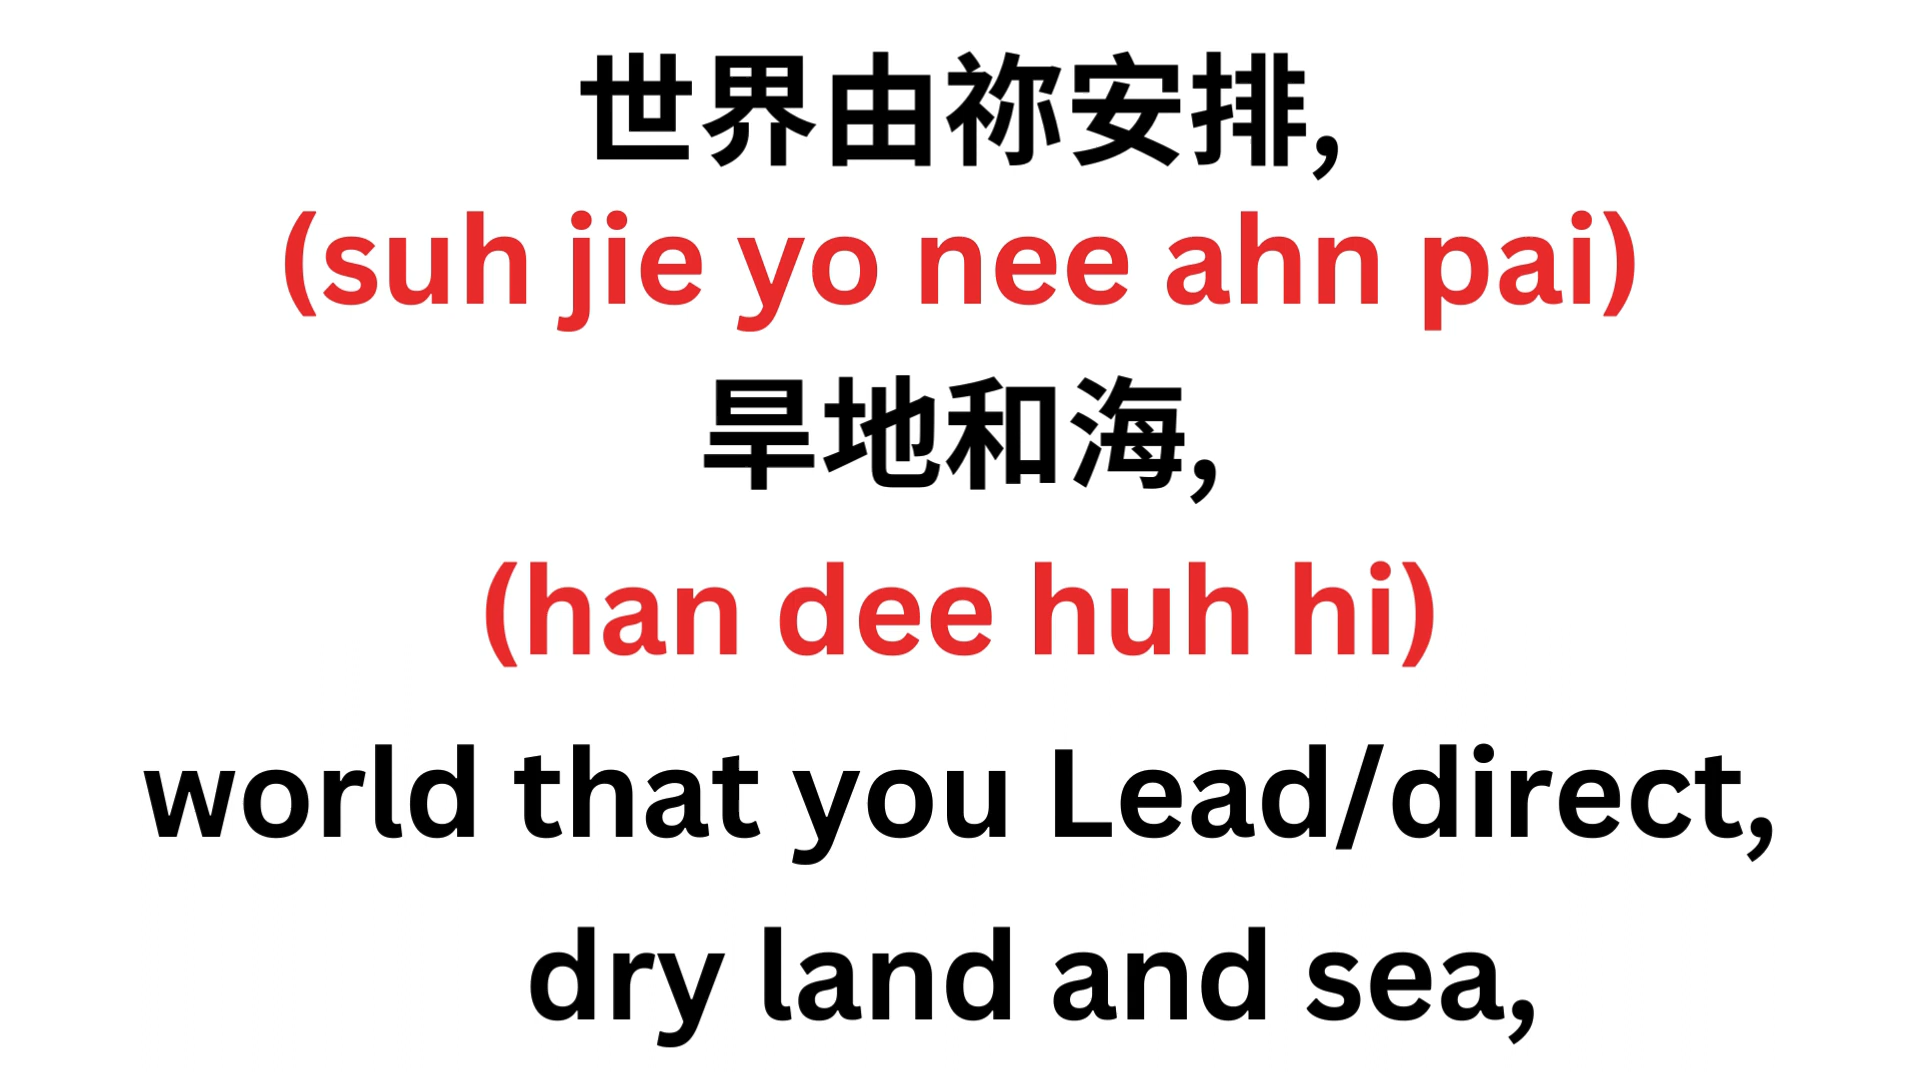 世界由祢安排,
(suh jie yo nee ahn pai)
旱地和海,
(han dee huh hi)
world that you Lead/direct,
dry land and sea,